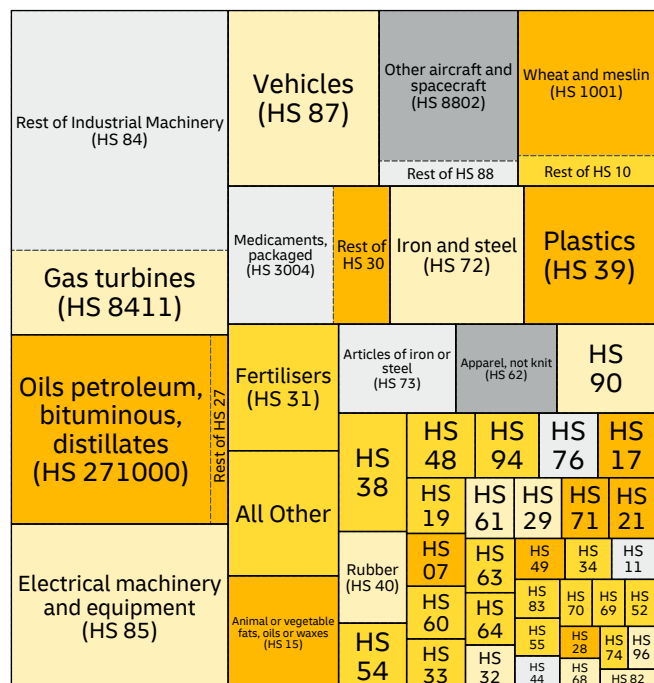 Rest of Industrial Machinery
(HS 84)
Gas turbines
(HS 8411)
Oils petroleum,
bituminous,
distillates
(HS 271000)
Rest of HS 27
Electrical machinery
and equipment
(HS 85)
Vehicles
(HS 87)
Other aircraft and
spacecraft
(HS 8802)
Rest of HS 88
Wheat and meslin
(HS 1001)
Rest of HS 10
Medicaments,
packaged
(HS 3004)
Rest of
HS 30
Iron and steel
(HS 72)
Plastics
(HS 39)
Fertilisers
(HS 31)
All Other
Animal or vegetable
fats, oils or waxes
(HS 15)
Articles of iron or
steel
(HS 73)
Apparel, not knit
(HS 62)
HS
90
HS
38
Rubber
(HS 40)
HS
54
HS
48
HS
94
HS
76
HS
17
HS
19
HS
61
HS
29
HS
71
HS
21
HS
07
HS
60
HS
33
HS
63
HS
64
HS
32
HS
49
HS
34
HS
11
HS
83
HS
70
HS
69
HS
52
HS
55
HS
28
HS
74
HS
96
HS
44
HS
68
HS 82